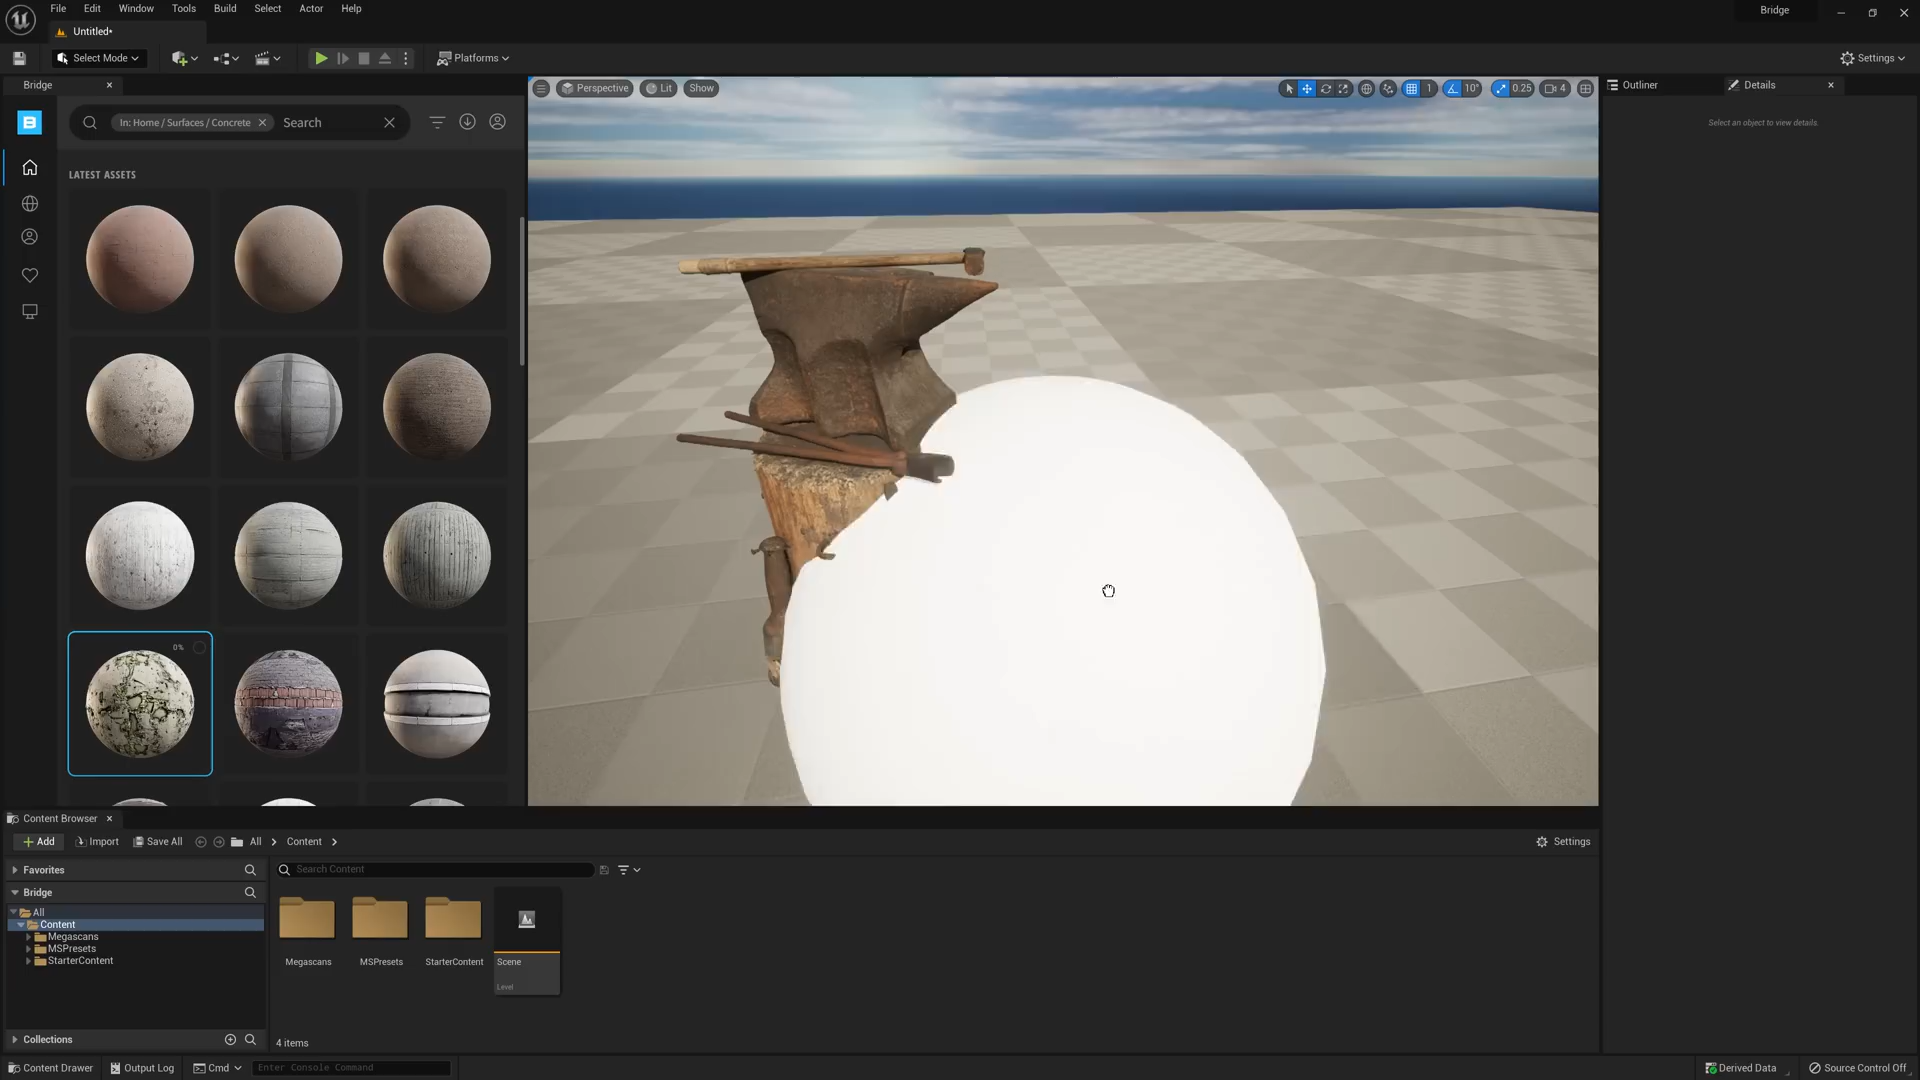 File Edit Window Tools Build Select Actor Help
Bridge
Untitled•
Select Mode
Platforms
Settings
Bridge
In: Home / Surfaces / Concrete
Search
LATEST ASSETS
0%
Perspective
Lit
Show
1
10°
0.25
4
Outliner
Details
Select an object to view details.
Content Browser
Add
Import
Save All
All
Content
Settings
Favorites
Bridge
All
Content
Megascans
MSPresets
StarterContent
Collections
Search Content
Megascans
MSPresets
StarterContent
Scene
Level
4 items
Content Drawer
Output Log
Cmd
Enter Console Command
Derived Data
Source Control Off